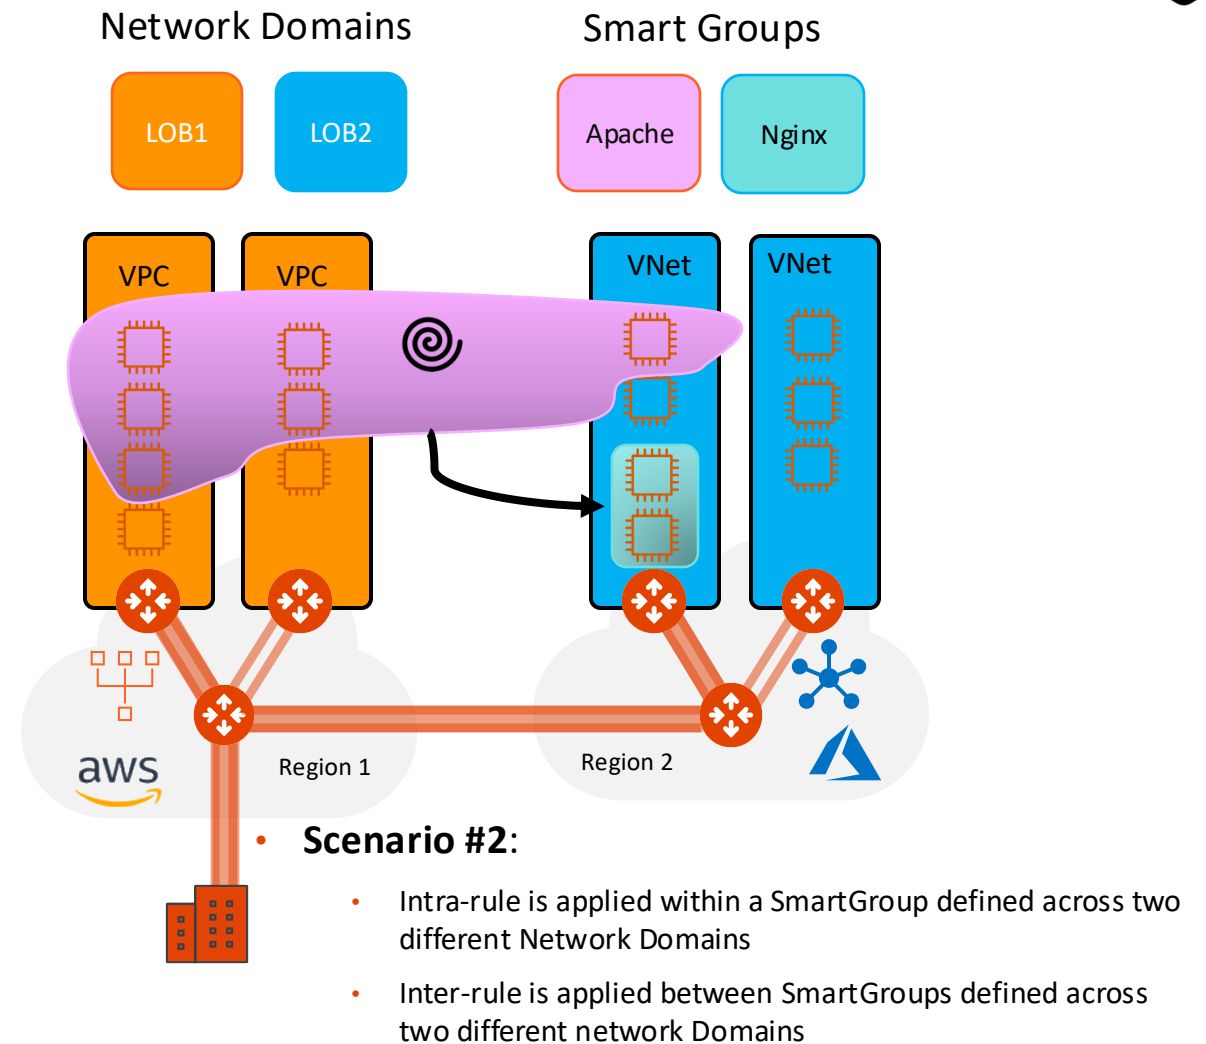 Network Domains
Smart Groups
LOB1
LOB2
Apache
Nginx
VPC
VPC
VNet
VNet
aws
Region 1
Region 2
• Scenario #2:
• Intra-rule is applied within a SmartGroup defined across two
different Network Domains
• Inter-rule is applied between SmartGroups defined across
two different network Domains